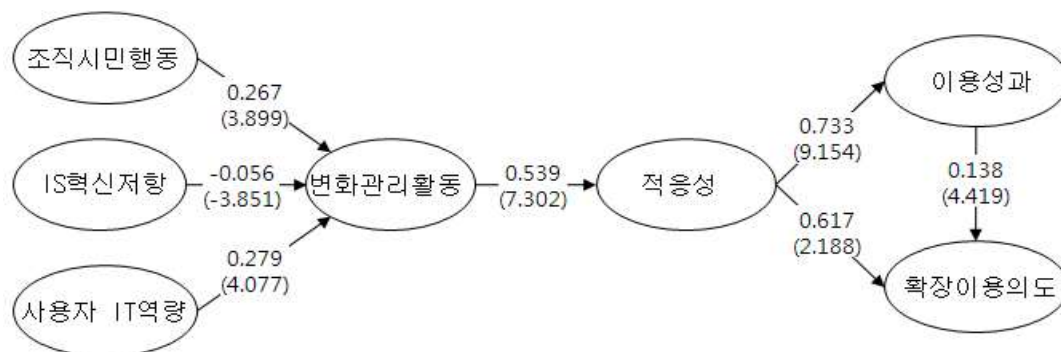 조직시민행동
0.267
(3.899)
IS혁신저항
-0.056
(-3.851)
사용자 IT역량
0.279
(4.077)
변화관리활동
0.539
(7.302)
적응성
0.733
(9.154)
0.617
(2.188)
이용성과
0.138
(4.419)
확장이용의도